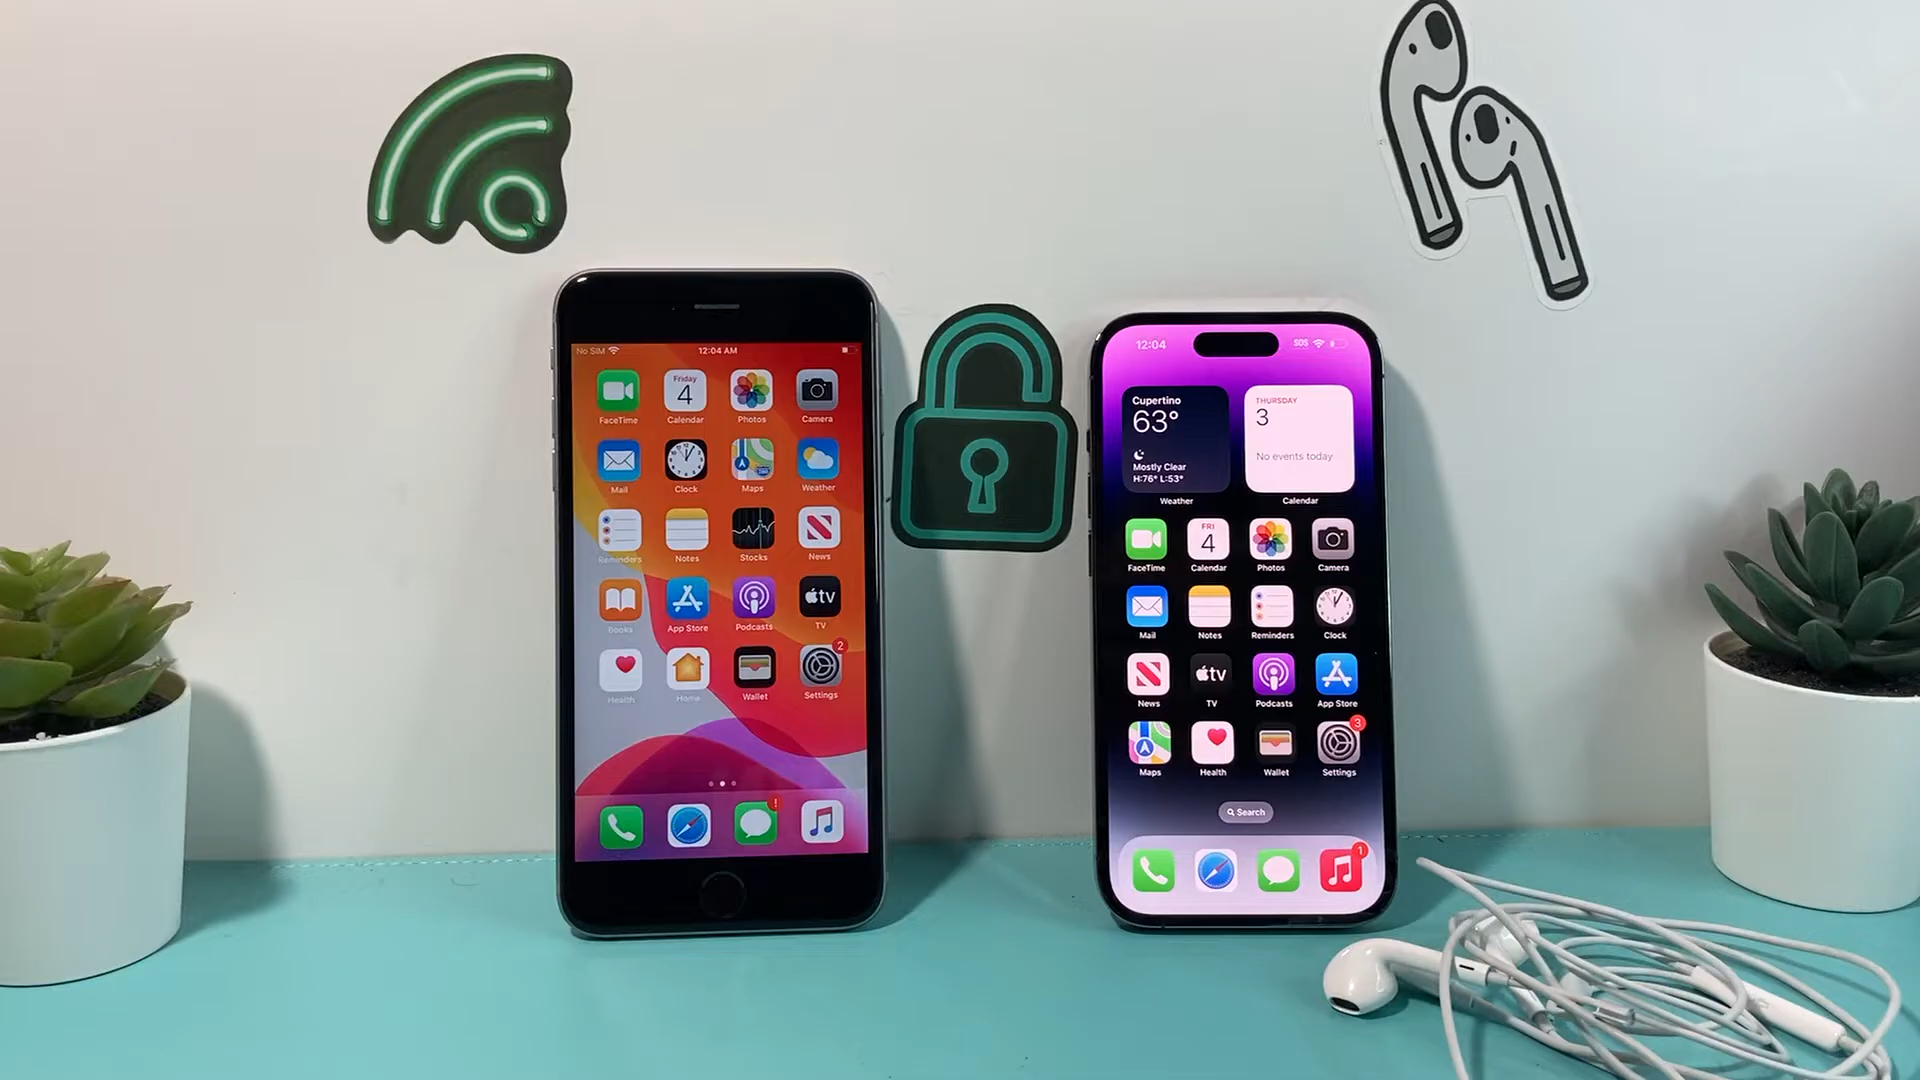 No SIM 12:04 AM
Friday
4
FaceTime Calendar Photos Camera
Mail Clock Maps Weather
Reminders Notes Stocks News
tv
Books App Store Podcasts TV
2
Health Home Wallet Settings
!
12:04 SOS
Cupertino
63°
Mostly Clear
H:76° L:53°
Weather
THURSDAY
3
No events today
Calendar
FRI
4
FaceTime Calendar Photos Camera
Mail Notes Reminders Clock
tv
News TV Podcasts App Store
3
Maps Health Wallet Settings
Search
1